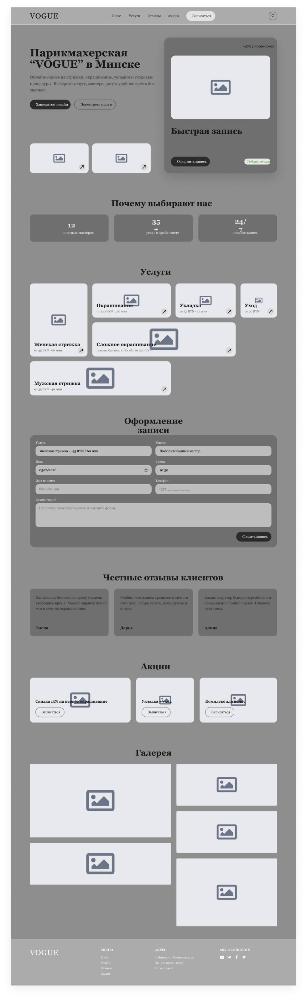 VOGUE
О нас
Услуги
Отзывы
Акции
Записаться
+375 29 000-00-00
Парикмахерская
“VOGUE” в Минске
Онлайн-запись на стрижки, окрашивание, укладки и уходовые
процедуры. Выберите услугу, мастера, дату и удобное время без
звонков.
Записаться онлайн
Посмотреть услуги
Быстрая запись
Оформить запись
Свободно сегодня
Почему выбирают нас
12
опытных мастеров
35
+
услуг в прайс-листе
24/
7
онлайн-запись
Услуги
Женская стрижка
от 45 BYN · 60 мин
Окрашивание
от 120 BYN · 150 мин
Укладка
от 55 BYN · 45 мин
Уход
от 70 BYN
Сложное окрашивание
шатуш, балаяж, airtouch · от 220 BYN
Мужская стрижка
от 35 BYN · 40 мин
Оформление
записи
Услуга
Женская стрижка — 45 BYN / 60 мин
Мастер
Любой свободный мастер
Дата
05/26/2026
Время
10:30
Имя клиента
Введите имя
Телефон
+375 __ ___-__-__
Комментарий
Например: хочу убрать длину и освежить форму
Создать запись
Честные отзывы клиентов
Записалась без звонка, сразу увидела
свободное время. Мастер заранее понял,
что я хочу по окрашиванию.
Елена
Удобно, что запись хранится в личном
кабинете: видно услугу, цену, время и
статус.
Дарья
Администратор быстро перенёс визит,
уведомление пришло сразу. Никакой
путаницы.
Алина
Акции
Скидка 15% на первое окрашивание
Записаться
Укладка + уход
Записаться
Комплекс для волос
Записаться
Галерея
VOGUE
МЕНЮ
О нас
Услуги
Отзывы
Акции
АДРЕС
г. Минск, ул. Примерная, 12
Пн–Сб: 10:00–20:00
Вс: выходной
МЫ В СОЦСЕТЯХ